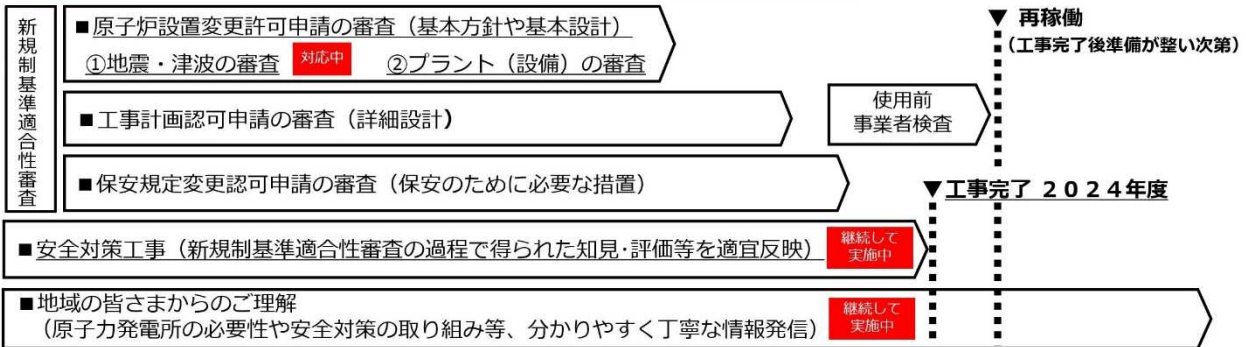 新規制基準適合性審査
■原子炉設置変更許可申請の審査（基本方針や基本設計）
①地震・津波の審査 対応中 ②プラント（設備）の審査
■工事計画認可申請の審査（詳細設計）
■保安規定変更認可申請の審査（保安のために必要な措置）
使用前
事業者検査
▼ 再稼働
（工事完了後準備が整い次第）
▼工事完了 ２０２４年度
■安全対策工事（新規制基準適合性審査の過程で得られた知見･評価等を適宜反映）
継続して
実施中
■地域の皆さまからのご理解
（原子力発電所の必要性や安全対策の取り組み等、分かりやすく丁寧な情報発信）
継続して
実施中